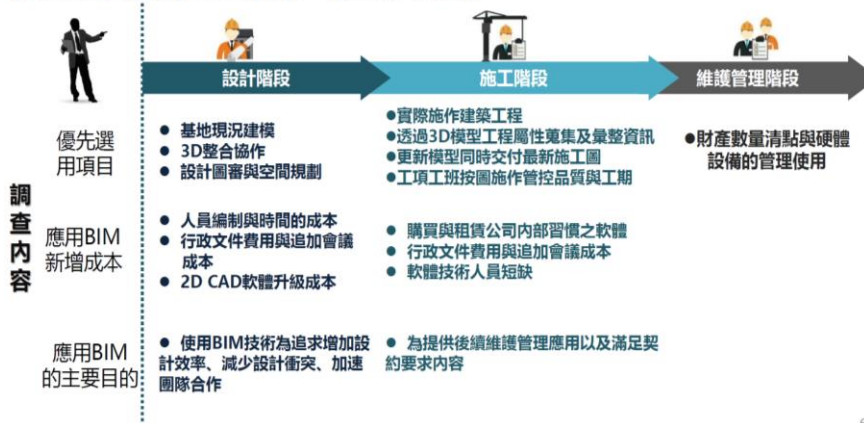 設計階段
施工階段
維護管理階段
調查內容
優先選
用項目
● 基地現況建模
● 3D整合協作
● 設計圖審與空間規劃
●實際施作建築工程
●透過3D模型工程屬性蒐集及彙整資訊
●更新模型同時交付最新施工圖
●工項工班按圖施作管控品質與工期
●財產數量清點與硬體
設備的管理使用
應用BIM
新增成本
● 人員編制與時間的成本
● 行政文件費用與追加會議
成本
● 2D CAD軟體升級成本
● 購買與租賃公司內部習慣之軟體
● 行政文件費用與追加會議成本
● 軟體技術人員短缺
應用BIM
的主要目的
● 使用BIM技術為追求增加設
計效率、減少設計衝突、加速
團隊合作
● 為提供後續維護管理應用以及滿足契
約要求內容